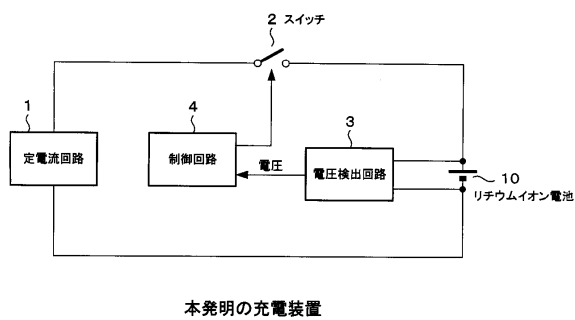 2 スイッチ
1
定電流回路
4
制御回路
電圧
3
電圧検出回路
10
リチウムイオン電池
本発明の充電装置